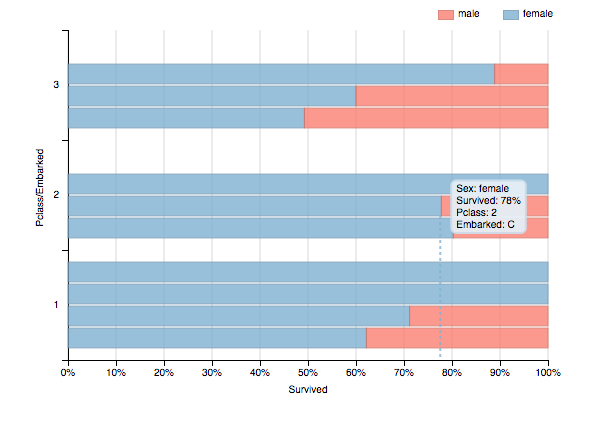 male female
3
2
1
Pclass/Embarked
Sex: female
Survived: 78%
Pclass: 2
Embarked: C
0% 10% 20% 30% 40% 50% 60% 70% 80% 90% 100%
Survived